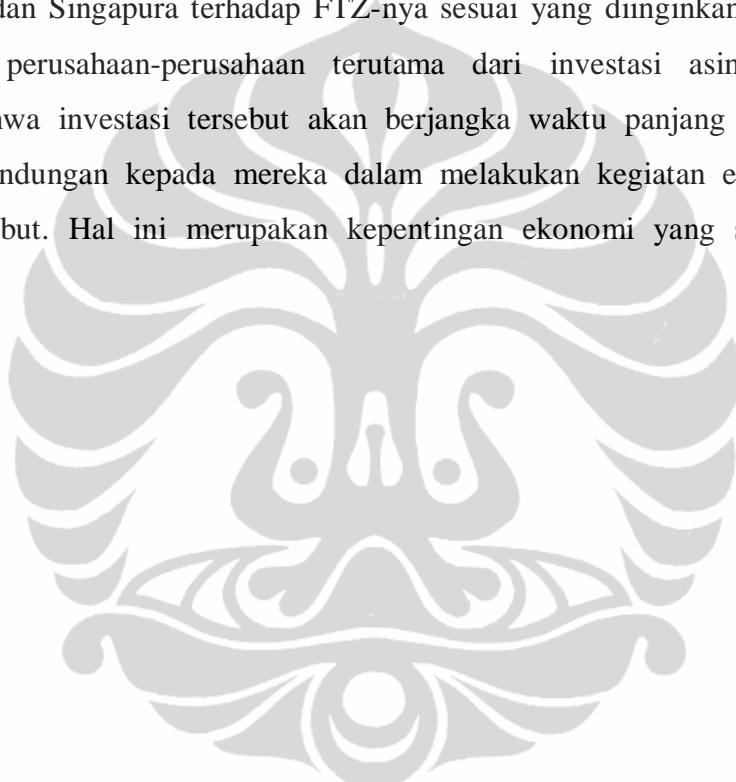 dan Singapura terhadap FTZ-nya sesuai yang diinginkan
perusahaan-perusahaan terutama dari investasi asin
wa investasi tersebut akan berjangka waktu panjang
ndungan kepada mereka dalam melakukan kegiatan e
but. Hal ini merupakan kepentingan ekonomi yang s